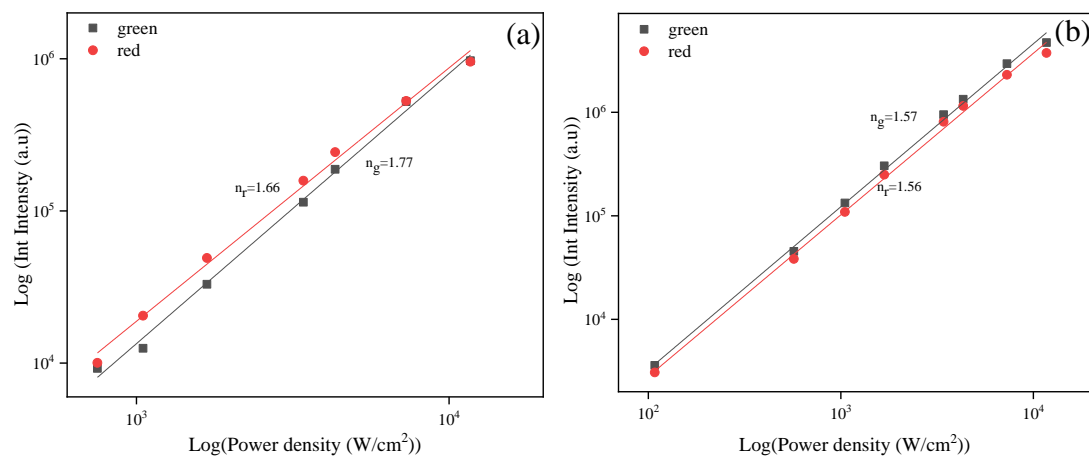 (a)
green
red
n_r=1.66
n_g=1.77
10^6
10^5
10^4
10^3
10^4
Log (Int Intensty (a.u))
Log(Power density (W/cm^2))
(b)
green
red
n_g=1.57
n_r=1.56
10^6
10^5
10^4
10^2
10^3
10^4
Log (Int Intensity (a.u))
Log(Power density (W/cm^2))